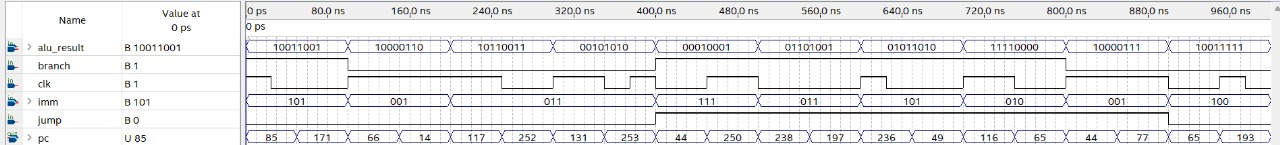 Name Value at 0 ps
0 ps 80.0 ns 160.0 ns 240.0 ns 320.0 ns 400.0 ns 480.0 ns 560.0 ns 640.0 ns 720.0 ns 800.0 ns 880.0 ns 960.0 ns
0 ps
alu_result B 10011001 10011001 10000110 10110011 00101010 00010001 01101001 01011010 11110000 10000111 10011111
branch B 1
clk B 1
imm B 101 101 001 011 111 011 101 010 001 100
jump B 0
pc U 85 85 171 66 14 117 252 131 253 44 250 238 197 236 49 116 65 44 77 65 193